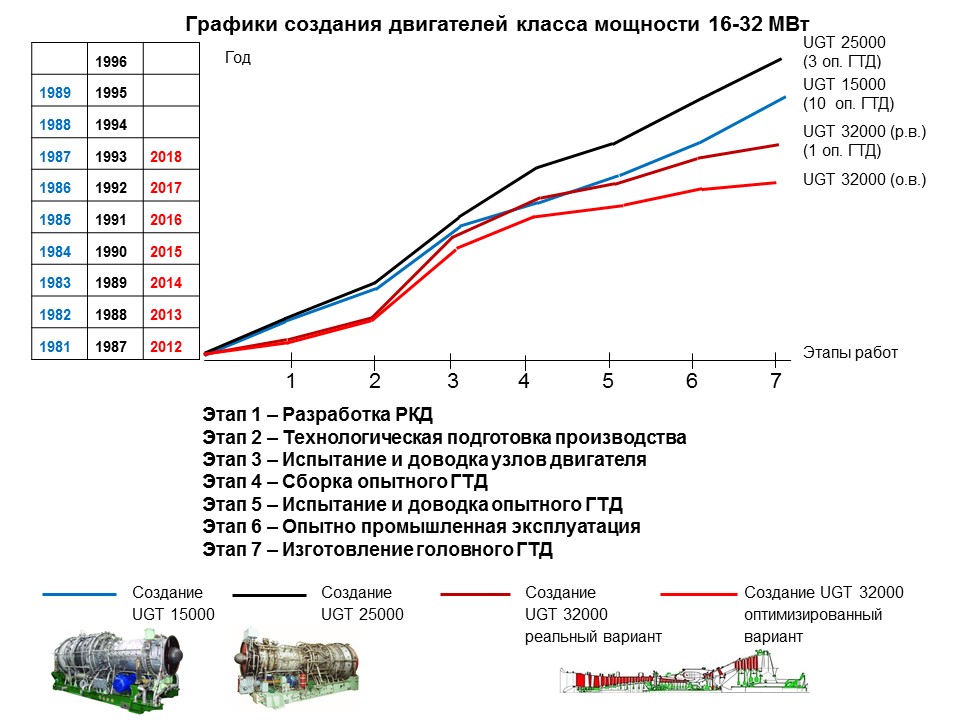 Графики создания двигателей класса мощности 16-32 МВт
Год
1996
1989 1995
1988 1994
1987 1993 2018
1986 1992 2017
1985 1991 2016
1984 1990 2015
1983 1989 2014
1982 1988 2013
1981 1987 2012
UGT 25000
(3 оп. ГТД)
UGT 15000
(10 оп. ГТД)
UGT 32000 (р.в.)
(1 оп. ГТД)
UGT 32000 (о.в.)
Этапы работ
1 2 3 4 5 6 7
Этап 1 – Разработка РКД
Этап 2 – Технологическая подготовка производства
Этап 3 – Испытание и доводка узлов двигателя
Этап 4 – Сборка опытного ГТД
Этап 5 – Испытание и доводка опытного ГТД
Этап 6 – Опытно промышленная эксплуатация
Этап 7 – Изготовление головного ГТД
Создание
UGT 15000
Создание
UGT 25000
Создание
UGT 32000
реальный вариант
Создание UGT 32000
оптимизированный
вариант